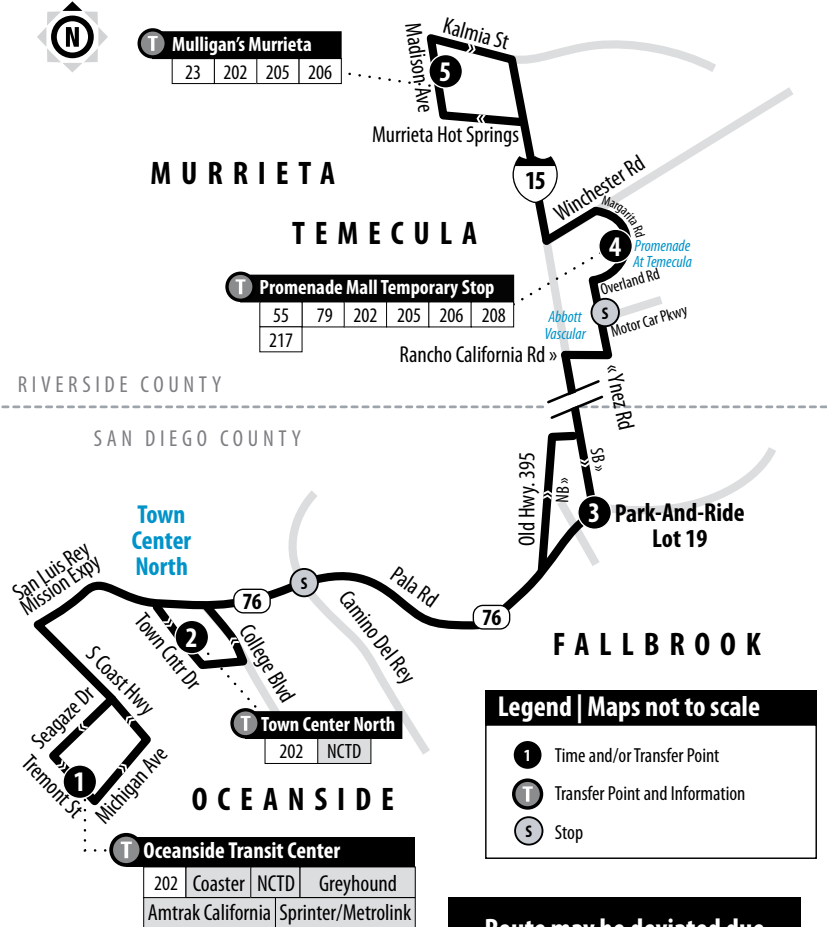 N
T Mulligan's Murrieta
23 202 205 206
Kalmia St
Madison Ave
5
Murrieta Hot Springs
MURRIETA
15
Winchester Rd
Margarita Rd
TEMECULA
4
Promenade
At Temecula
T Promenade Mall Temporary Stop
55 79 202 205 206 208
217
Overland Rd
S
Motor Car Pkwy
Abbott
Vascular
Rancho California Rd »
« Ynez Rd
RIVERSIDE COUNTY
SAN DIEGO COUNTY
SB »
NB »
Old Hwy. 395
3 Park-And-Ride
Lot 19
Town
Center
North
San Luis Rey
Mission Expy
76
S
Pala Rd
76
Camino Del Rey
Town Cntr Dr
2
College Blvd
FALLBROOK
S Coast Hwy
Seagaze Dr
T Town Center North
202 NCTD
1
Tremont St
Michigan Ave
OCEANSIDE
T Oceanside Transit Center
202 Coaster NCTD Greyhound
Amtrak California Sprinter/Metrolink
Legend | Maps not to scale
1 Time and/or Transfer Point
T Transfer Point and Information
S Stop
Route may be deviated due